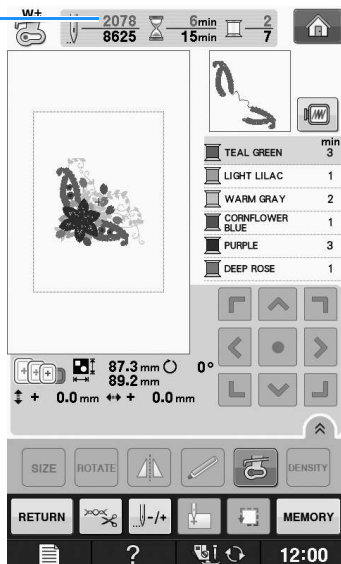 W+
2078 6min 2
8625 15min 7
min
TEAL GREEN 3
LIGHT LILAC 1
WARM GRAY 2
CORNFLOWER
BLUE 1
PURPLE 3
DEEP ROSE 1
87.3 mm 0°
89.2 mm
+ 0.0 mm + 0.0 mm
SIZE ROTATE DENSITY
RETURN -/+ MEMORY
? 12:00